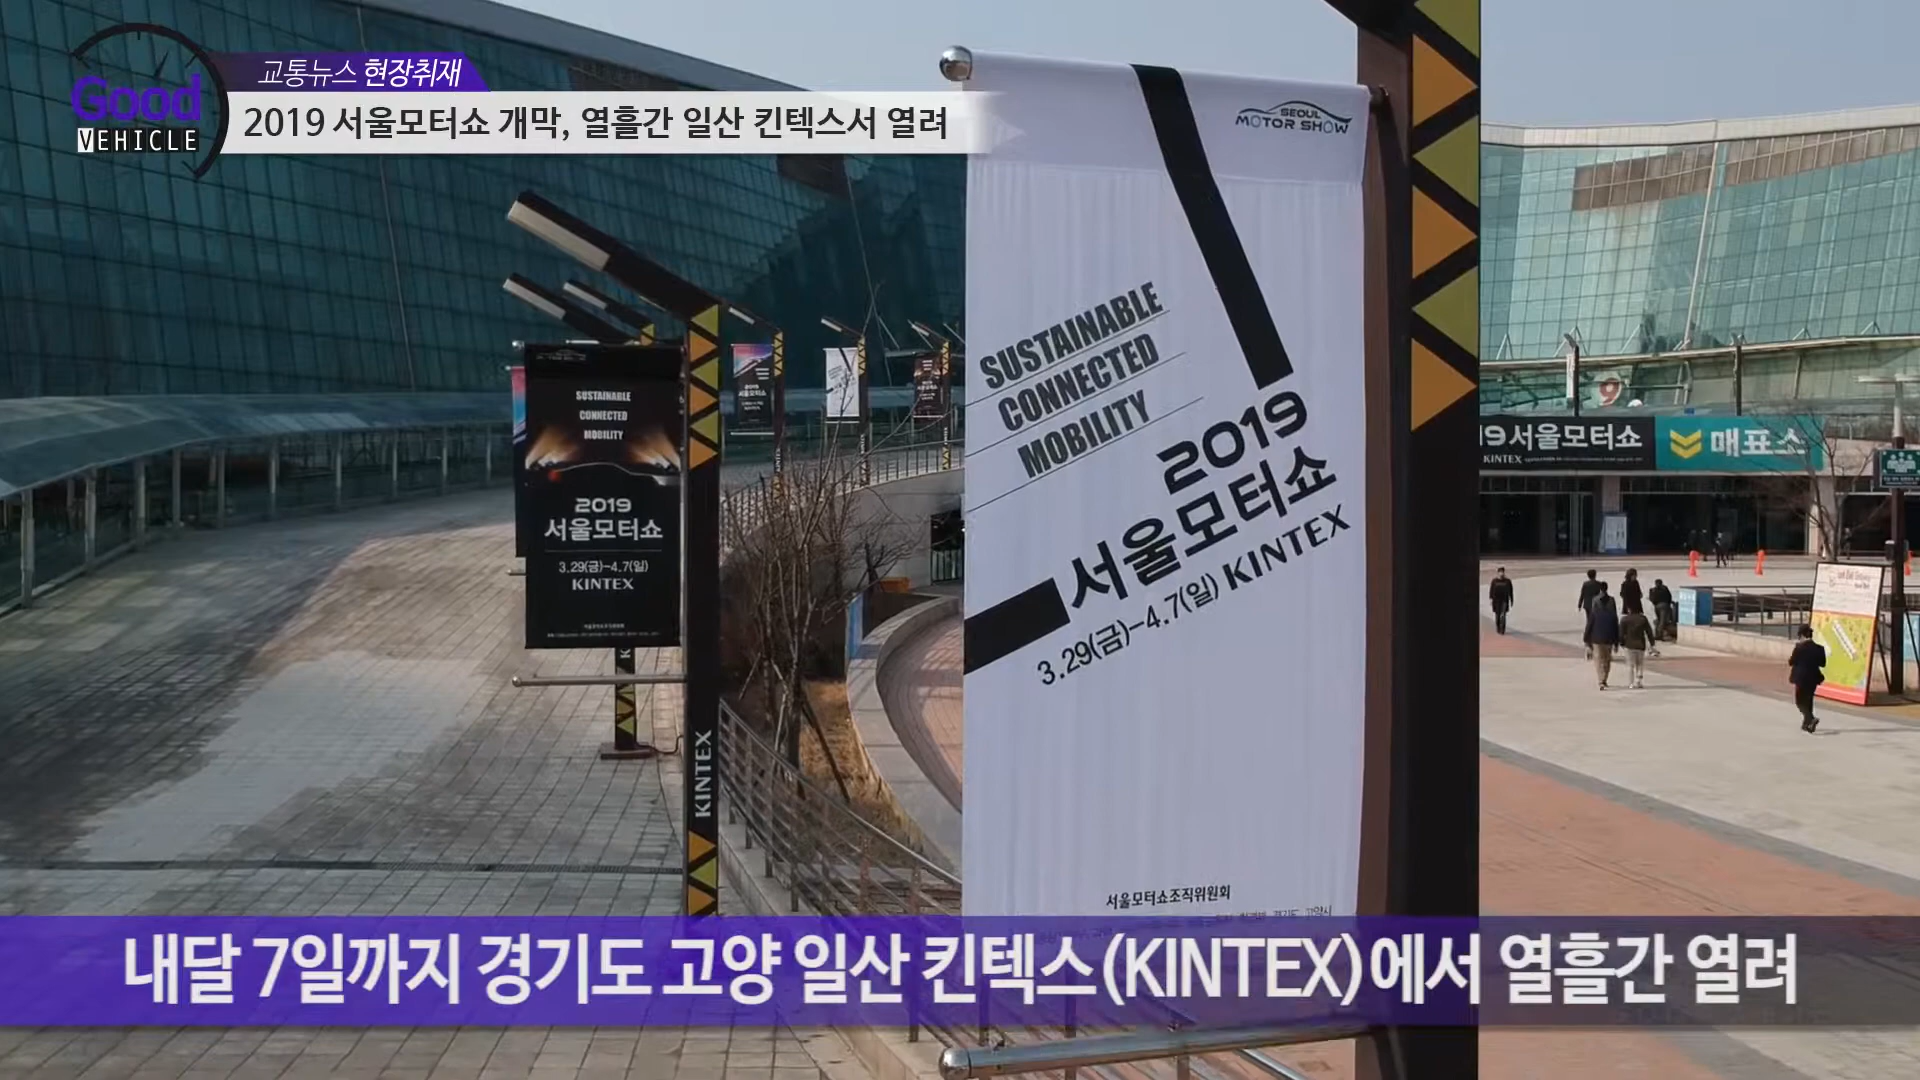 Good
VEHICLE
교통뉴스 현장취재
2019 서울모터쇼 개막, 열흘간 일산 킨텍스서 열려
SEOUL
MOTOR SHOW
SUSTAINABLE
CONNECTED
MOBILITY
2019
서울모터쇼
3.29(금)-4.7(일) KINTEX
서울모터쇼조직위원회
SUSTAINABLE
CONNECTED
MOBILITY
2019
서울모터쇼
3.29(금)-4.7(일)
KINTEX
KINTEX
9
19서울모터쇼
KINTEX
매표소
내달 7일까지 경기도 고양 일산 킨텍스(KINTEX)에서 열흘간 열려